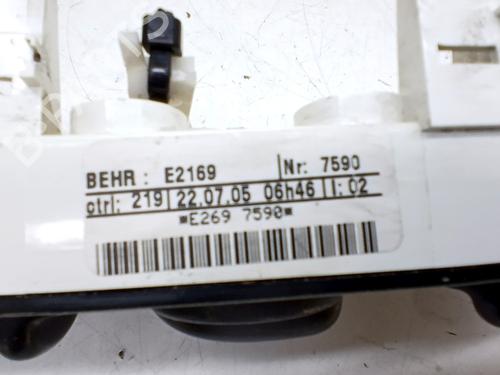 BEHR: E2169 Nr: 7590
ctrl: 219 22.07.05 06h46 I: 02
*E269 7590*